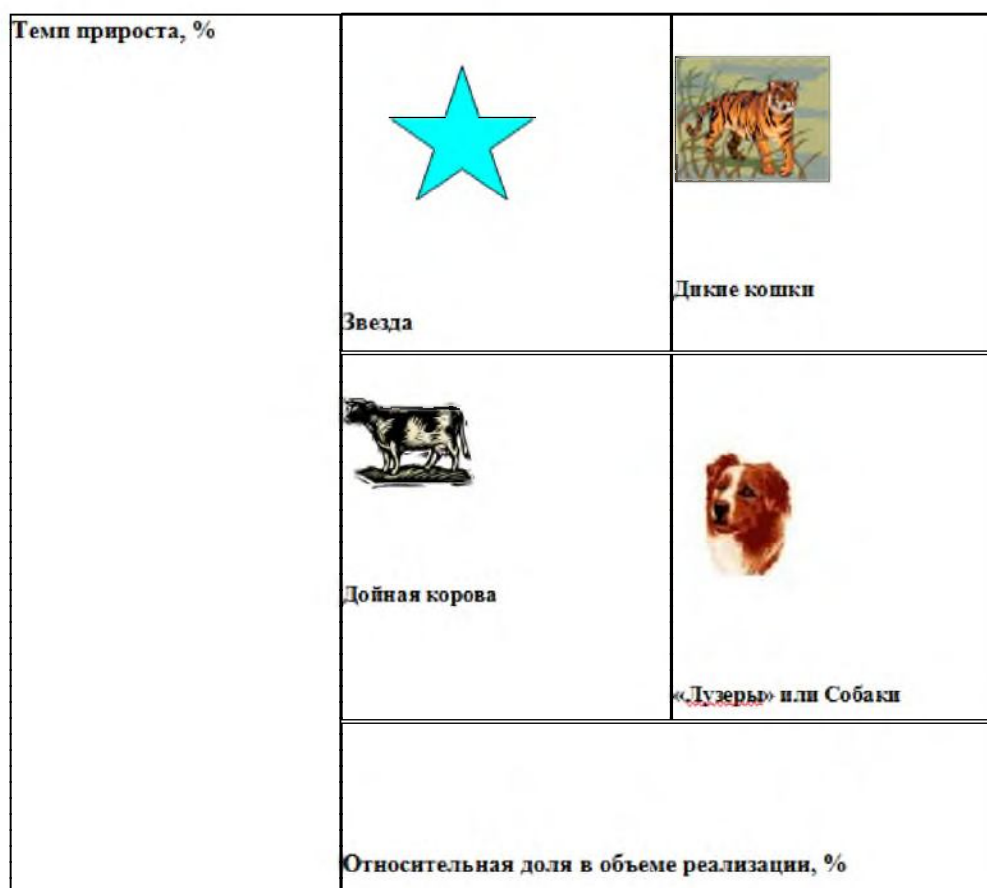 Темп прироста, %
Звезда
Дикие кошки
Дойная корова
«Лузеры» или Собаки
Относительная доля в объеме реализации, %